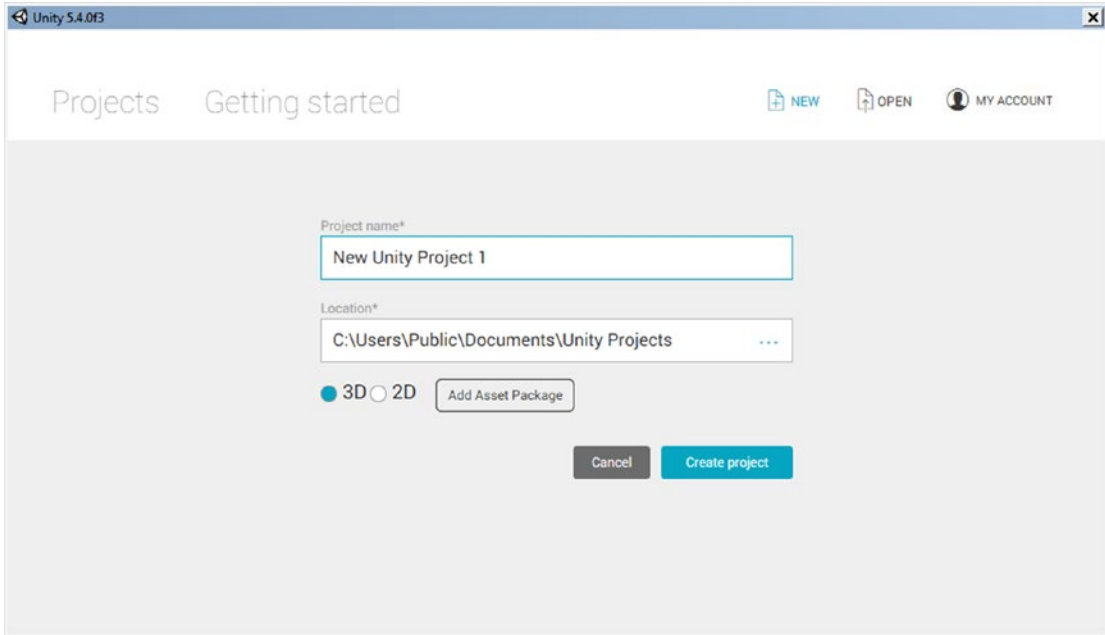 Unity 5.4.0f3
Projects Getting started NEW OPEN MY ACCOUNT
Project name*
New Unity Project 1
Location*
C:\Users\Public\Documents\Unity Projects ...
3D 2D Add Asset Package
Cancel Create project